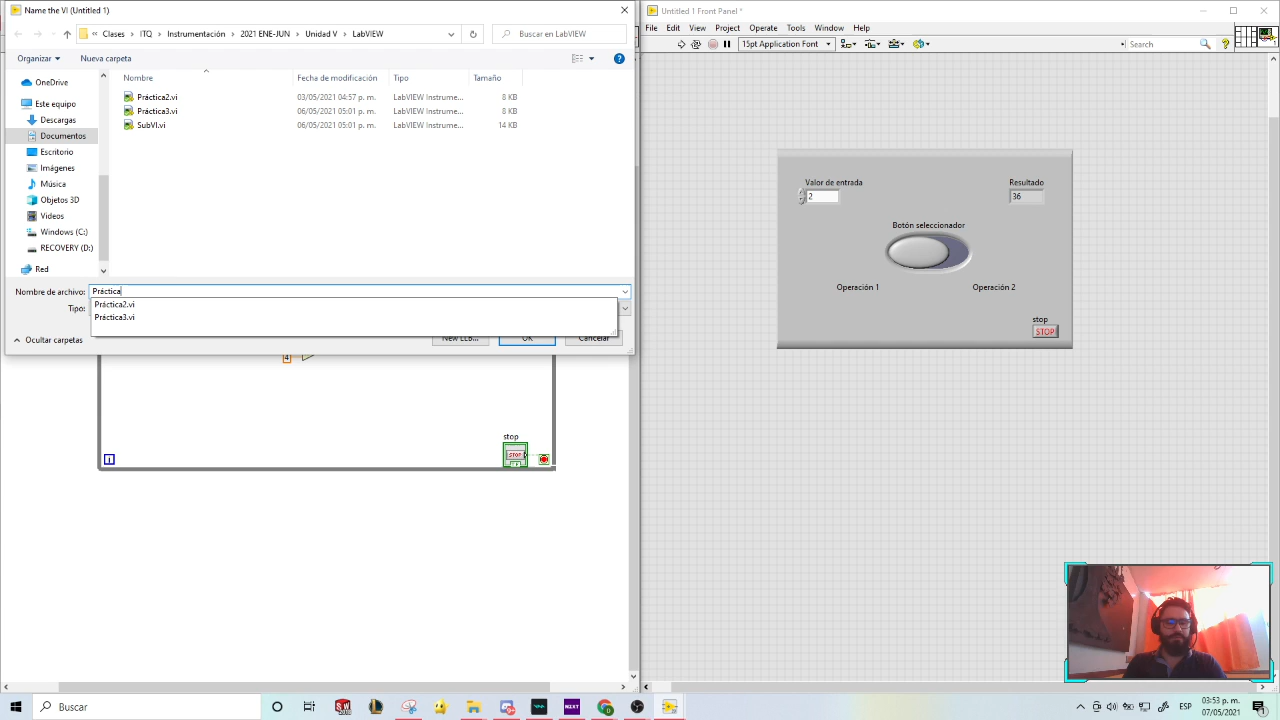 Name the VI (Untitled 1)
« Clases > ITQ > Instrumentación > 2021 ENE-JUN > Unidad V > LabVIEW
Buscar en LabVIEW
Organizar
Nueva carpeta
OneDrive
Este equipo
Descargas
Documentos
Escritorio
Imágenes
Música
Objetos 3D
Videos
Windows (C:)
RECOVERY (D:)
Red
Nombre Fecha de modificación Tipo Tamaño
Práctica2.vi 03/05/2021 04:57 p. m. LabVIEW Instrume... 8 KB
Práctica3.vi 06/05/2021 05:01 p. m. LabVIEW Instrume... 8 KB
SubVI.vi 06/05/2021 05:01 p. m. LabVIEW Instrume... 14 KB
Nombre de archivo: Práctica
Tipo:
Práctica2.vi
Práctica3.vi
Ocultar carpetas
New LLB...
OK
Cancelar
4
stop
STOP
i
Untitled 1 Front Panel *
File Edit View Project Operate Tools Window Help
15pt Application Font
Search
Valor de entrada
2
Resultado
36
Botón seleccionador
Operación 1
Operación 2
stop
STOP
Buscar
NEXT
ESP
03:53 p. m.
07/05/2021
1